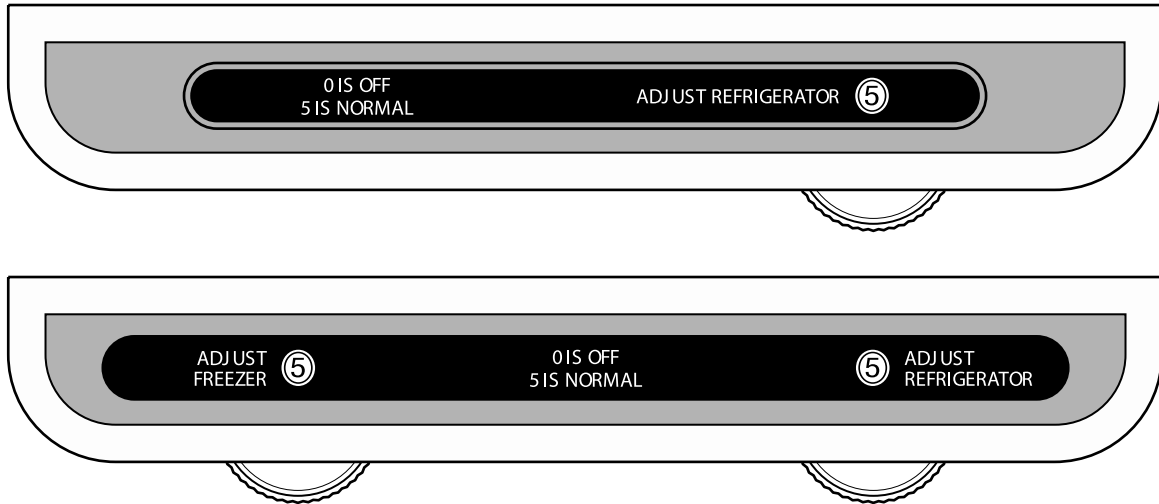 0 IS OFF
5 IS NORMAL
ADJUST REFRIGERATOR 5
ADJUST
FREEZER 5
0 IS OFF
5 IS NORMAL
5 ADJUST
REFRIGERATOR